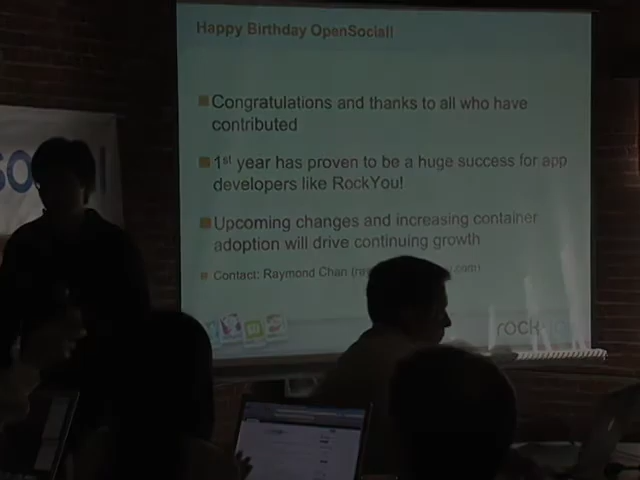 Happy Birthday OpenSocial!
Congratulations and thanks to all who have
contributed
1st year has proven to be a huge success for app
developers like RockYou!
Upcoming changes and increasing container
adoption will drive continuing growth
Contact: Raymond Chan
rock